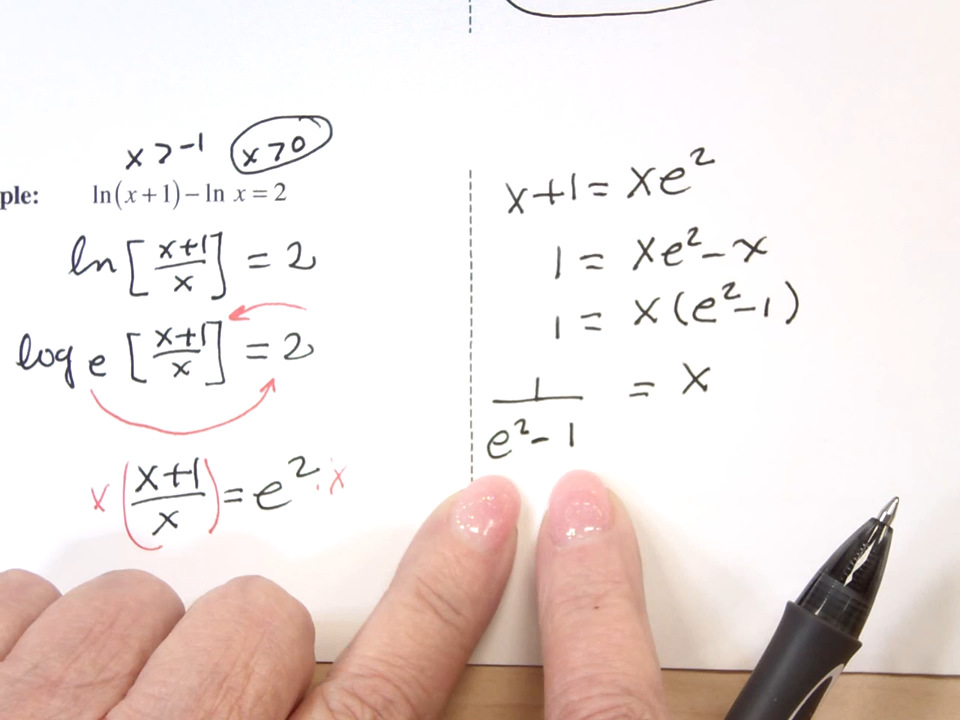 x > -1 x > 0
ple: ln(x+1) − ln x = 2
ln [x+1/x] = 2
log e [x+1/x] = 2
x (x+1/x) = e² · x
x+1 = xe²
1 = xe² - x
1 = x(e²-1)
1/e²-1 = x